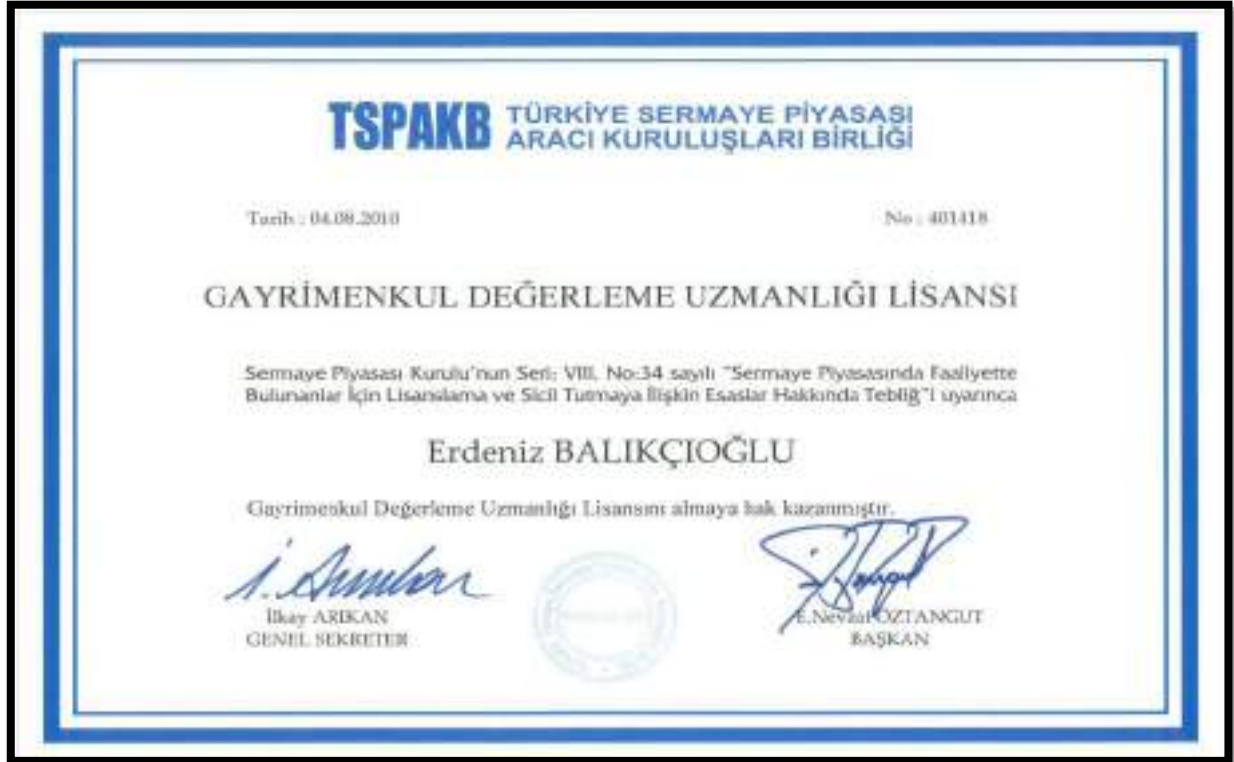 TSPAKB TÜRKİYE SERMAYE PİYASASI
ARACI KURULUŞLARI BİRLİĞİ
Tarih : 04.08.2010 No : 401418
GAYRİMENKUL DEĞERLEME UZMANLIĞI LİSANSI
Sermaye Piyasası Kurulu'nun Seri: VIII, No:34 sayılı "Sermaye Piyasasında Faaliyette
Bulunanlar İçin Lisanslama ve Sicil Tutmaya İlişkin Esaslar Hakkında Tebliğ"i uyarınca
Erdeniz BALIKÇIOĞLU
Gayrimenkul Değerleme Uzmanlığı Lisansını almaya hak kazanmıştır.
İlkay ARIKAN E.Nevzat ÖZTANGUT
GENEL SEKRETER BAŞKAN